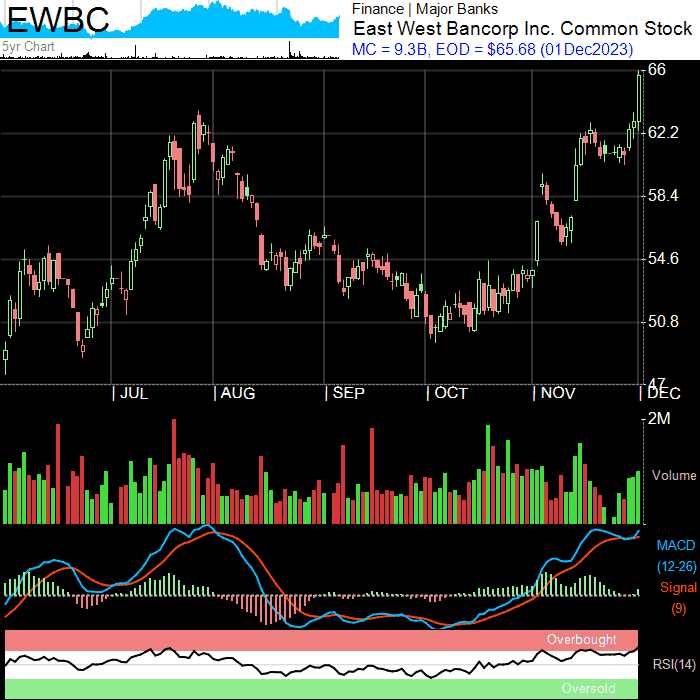 EWBC
5yr Chart
Finance | Major Banks
East West Bancorp Inc. Common Stock
MC = 9.3B, EOD = $65.68 (01Dec2023)
66
62.2
58.4
54.6
50.8
47
JUL AUG SEP OCT NOV DEC
2M
Volume
MACD
(12-26)
Signal
(9)
Overbought
RSI(14)
Oversold